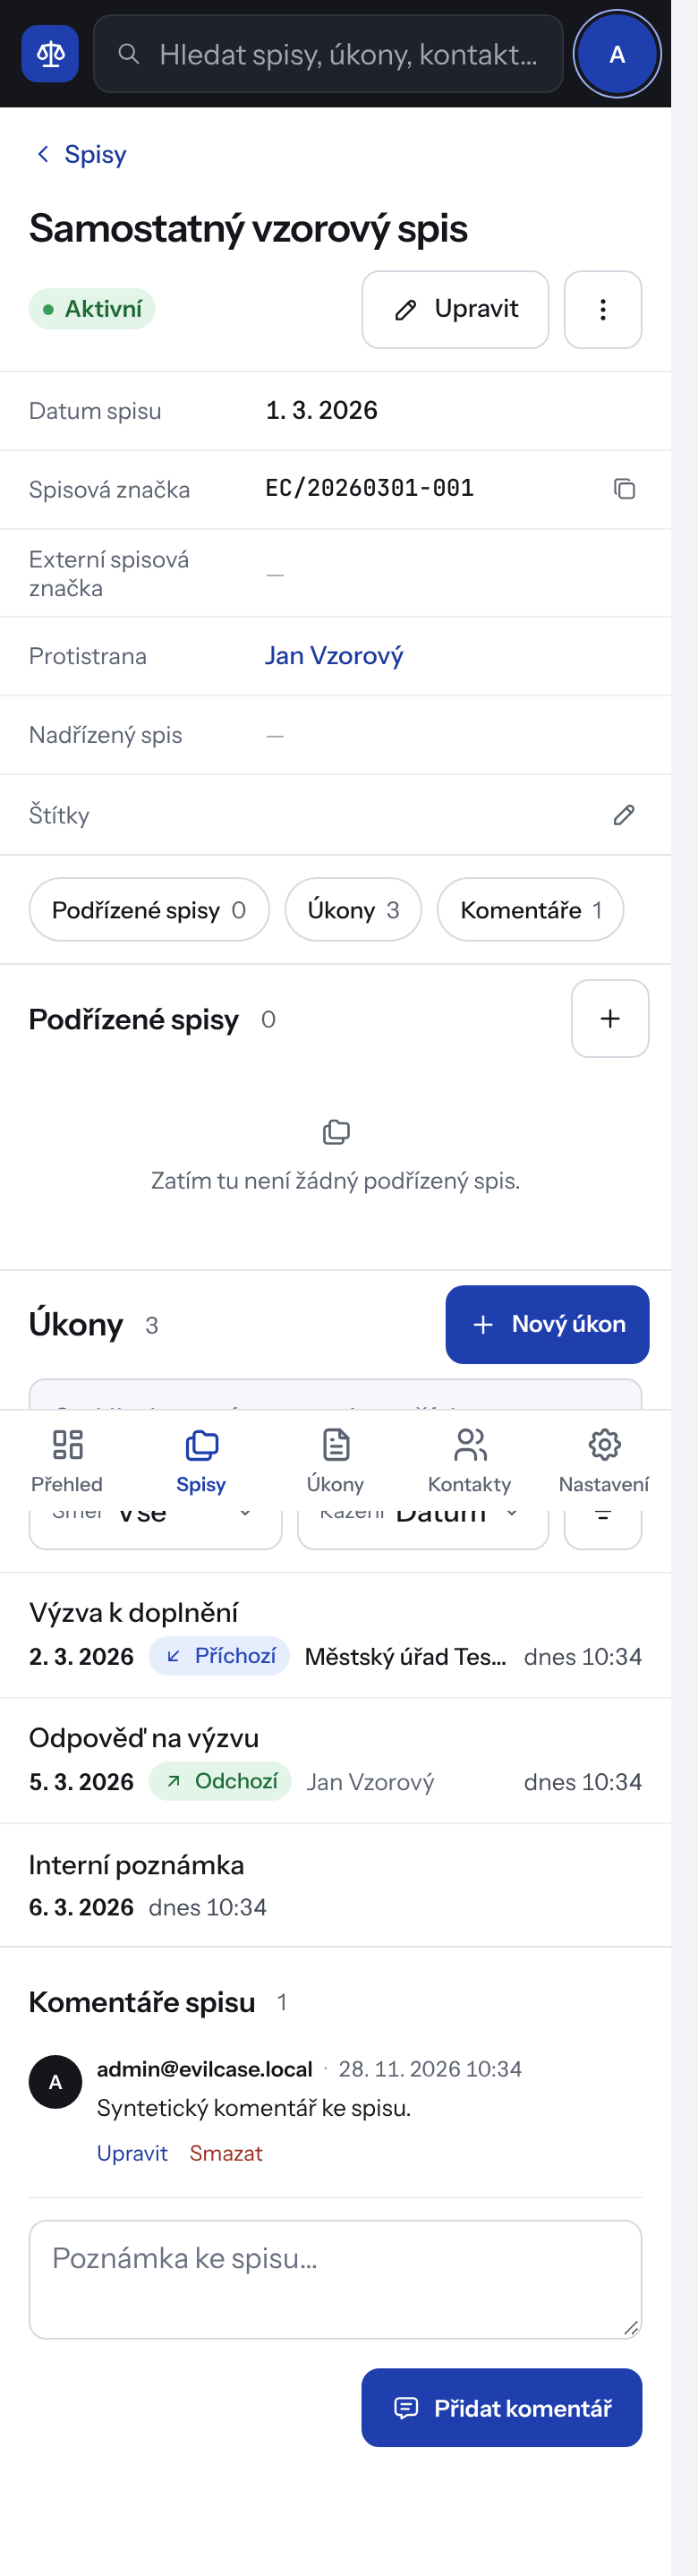 Hledat spisy, úkony, kontakt...
A
Spisy
Samostatný vzorový spis
Aktivní
Upravit
Datum spisu 1. 3. 2026
Spisová značka EC/20260301-001
Externí spisová
značka —
Protistrana Jan Vzorový
Nadřízený spis —
Štítky
Podřízené spisy 0 Úkony 3 Komentáře 1
Podřízené spisy 0
Zatím tu není žádný podřízený spis.
Úkony 3
Nový úkon
Přehled Spisy Úkony Kontakty Nastavení
Směr Vše Řazení Datum
Výzva k doplnění
2. 3. 2026 Příchozí Městský úřad Tes... dnes 10:34
Odpověď na výzvu
5. 3. 2026 Odchozí Jan Vzorový dnes 10:34
Interní poznámka
6. 3. 2026 dnes 10:34
Komentáře spisu 1
A
admin@evilcase.local · 28. 11. 2026 10:34
Syntetický komentář ke spisu.
Upravit Smazat
Poznámka ke spisu...
Přidat komentář